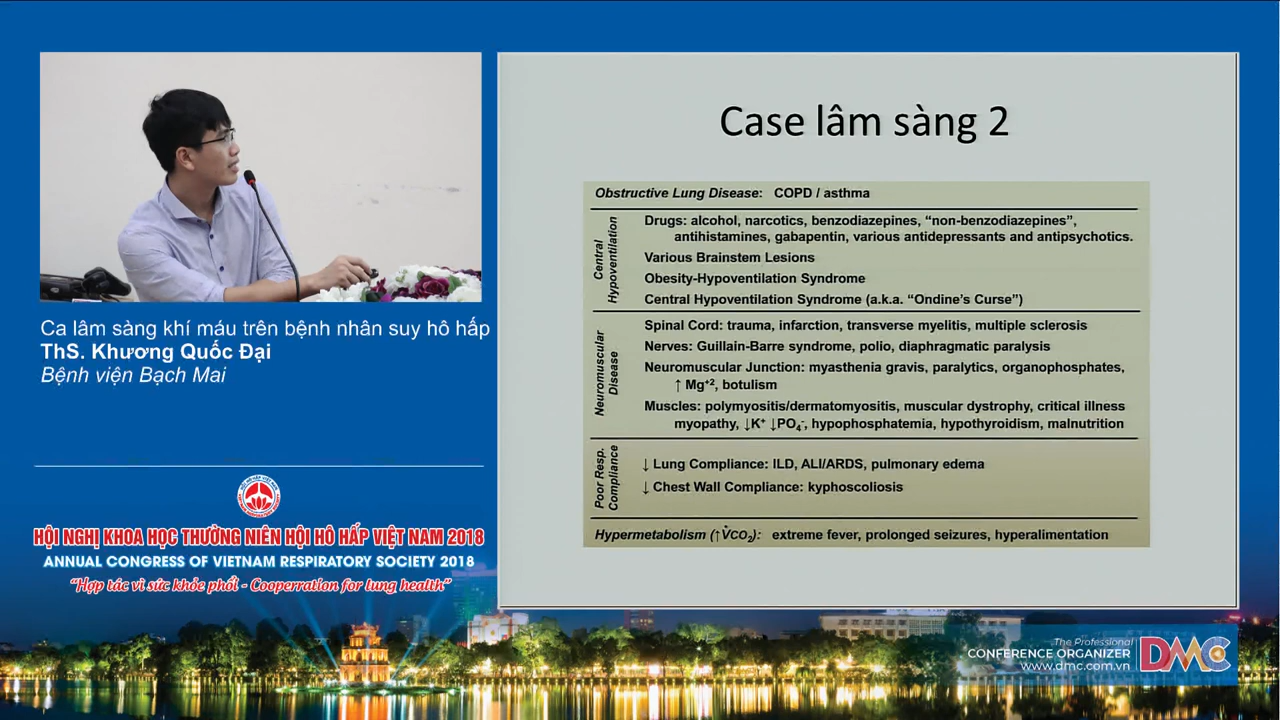 Ca lâm sàng khí máu trên bệnh nhân suy hô hấp
ThS. Khương Quốc Đại
Bệnh viện Bạch Mai
HỘI NGHỊ KHOA HỌC THƯỜNG NIÊN HỘI HÔ HẤP VIỆT NAM 2018
ANNUAL CONGRESS OF VIETNAM RESPIRATORY SOCIETY 2018
"Hợp tác vì sức khỏe phổi - Cooperration for lung health"
Case lâm sàng 2
Obstructive Lung Disease: COPD / asthma
Central
Hypoventilation
Drugs: alcohol, narcotics, benzodiazepines, “non-benzodiazepines”,
antihistamines, gabapentin, various antidepressants and antipsychotics.
Various Brainstem Lesions
Obesity-Hypoventilation Syndrome
Central Hypoventilation Syndrome (a.k.a. “Ondine’s Curse”)
Neuromuscular
Disease
Spinal Cord: trauma, infarction, transverse myelitis, multiple sclerosis
Nerves: Guillain-Barre syndrome, polio, diaphragmatic paralysis
Neuromuscular Junction: myasthenia gravis, paralytics, organophosphates,
↑ Mg⁺², botulism
Muscles: polymyositis/dermatomyositis, muscular dystrophy, critical illness
myopathy, ↓K⁺ ↓PO₄⁻, hypophosphatemia, hypothyroidism, malnutrition
Poor Resp.
Compliance
↓ Lung Compliance: ILD, ALI/ARDS, pulmonary edema
↓ Chest Wall Compliance: kyphoscoliosis
Hypermetabolism (↑V̇CO₂): extreme fever, prolonged seizures, hyperalimentation
The Professional
CONFERENCE ORGANIZER
www.dmc.com.vn
DMC